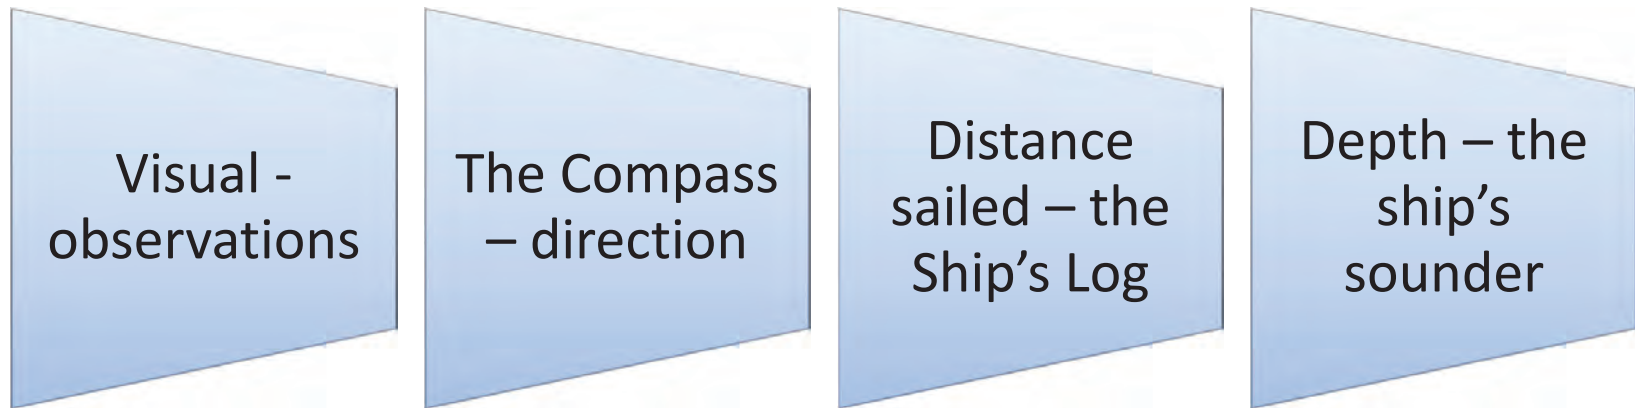 Visual -
observations
The Compass
– direction
Distance
sailed – the
Ship’s Log
Depth – the
ship’s
sounder